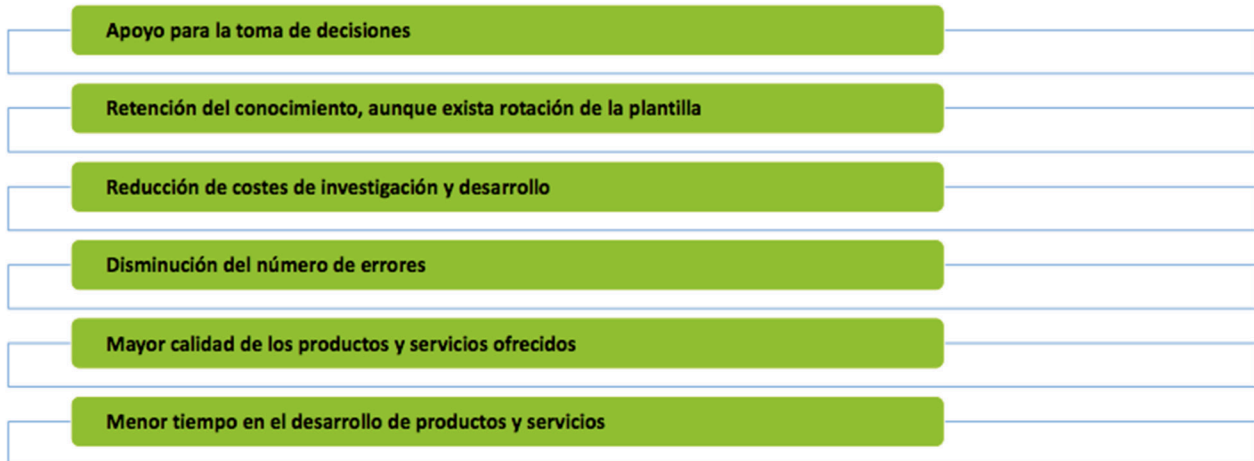 Apoyo para la toma de decisiones
Retención del conocimiento, aunque exista rotación de la plantilla
Reducción de costes de investigación y desarrollo
Disminución del número de errores
Mayor calidad de los productos y servicios ofrecidos
Menor tiempo en el desarrollo de productos y servicios